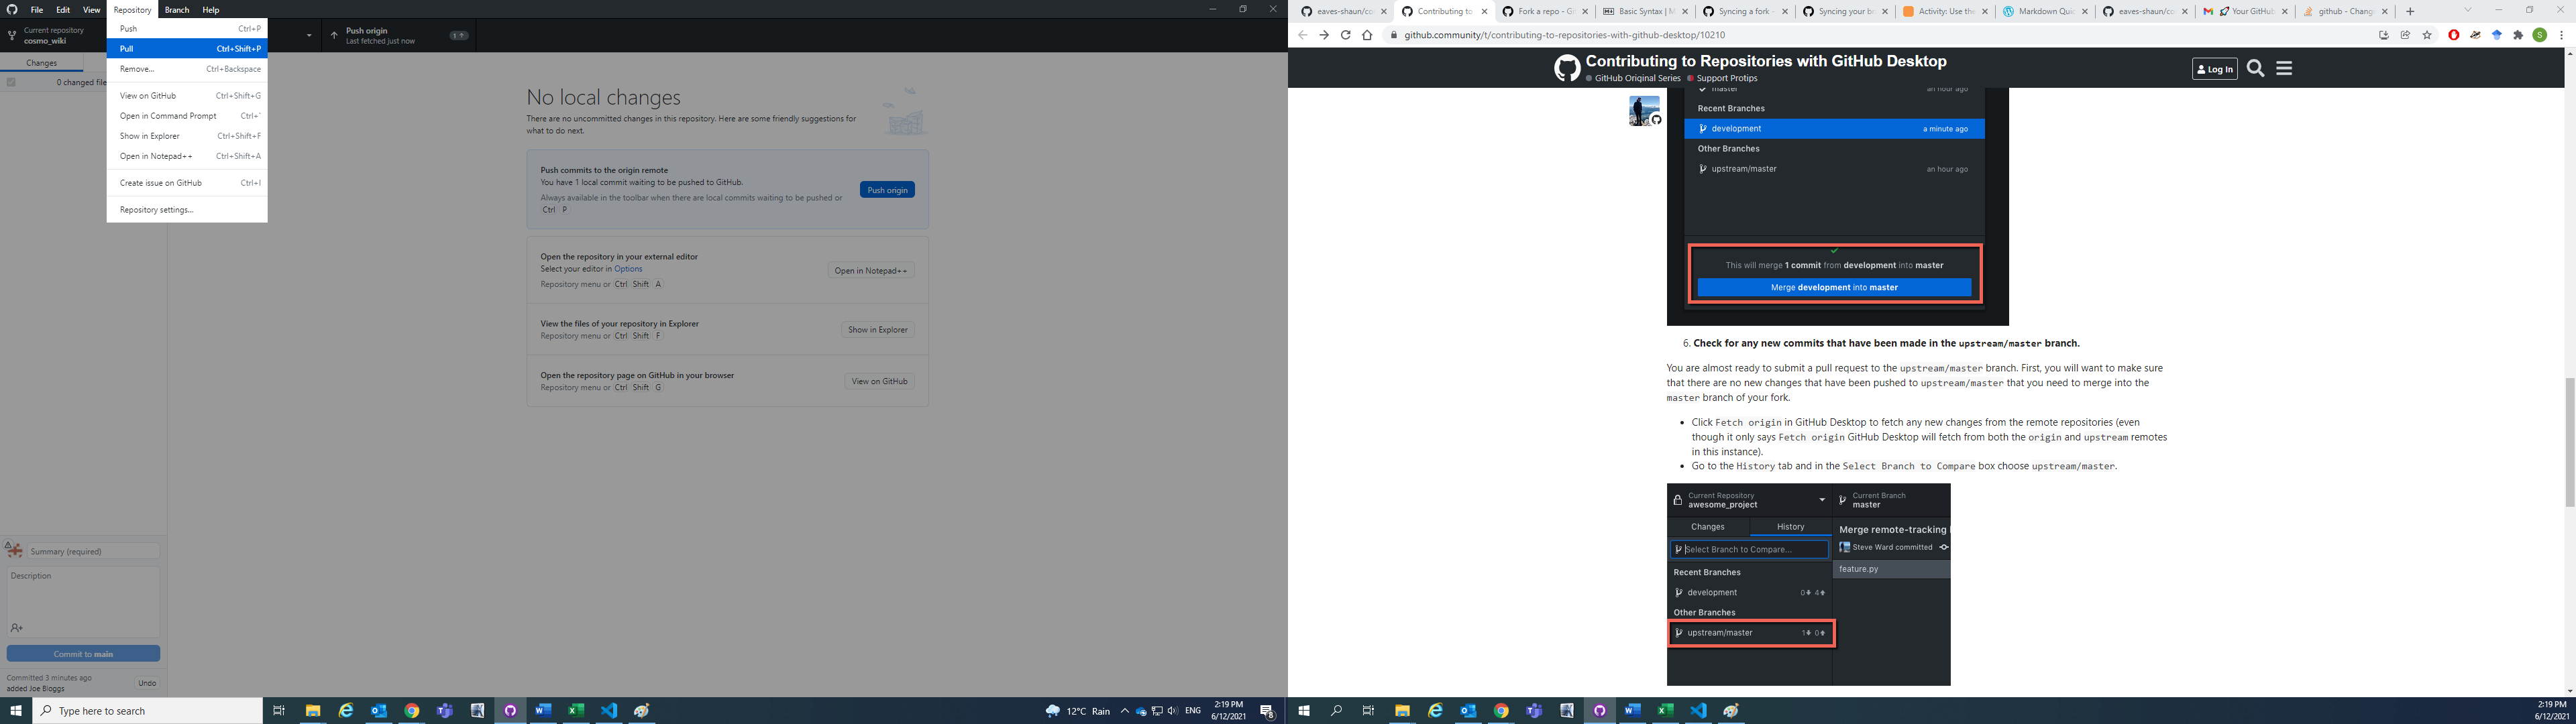 File Edit View Repository Branch Help
Current repository
cosmo_wiki
Push origin
Last fetched just now
1
Push Ctrl+P
Pull Ctrl+Shift+P
Remove... Ctrl+Backspace
View on GitHub Ctrl+Shift+G
Open in Command Prompt Ctrl+`
Show in Explorer Ctrl+Shift+F
Open in Notepad++ Ctrl+Shift+A
Create issue on GitHub Ctrl+I
Repository settings...
Changes
0 changed file
No local changes
There are no uncommitted changes in this repository. Here are some friendly suggestions for
what to do next.
Push commits to the origin remote
You have 1 local commit waiting to be pushed to GitHub.
Always available in the toolbar when there are local commits waiting to be pushed or
Ctrl P
Push origin
Open the repository in your external editor
Select your editor in Options
Repository menu or Ctrl Shift A
Open in Notepad++
View the files of your repository in Explorer
Repository menu or Ctrl Shift F
Show in Explorer
Open the repository page on GitHub in your browser
Repository menu or Ctrl Shift G
View on GitHub
Summary (required)
Description
Commit to main
Committed 3 minutes ago
added Joe Bloggs
Undo
Type here to search
12°C Rain
ENG
2:19 PM
6/12/2021
8
eaves-shaun/co
Contributing to
Fork a repo - Gi
Basic Syntax | M
Syncing a fork -
Syncing your b
Activity: Use the
Markdown Quic
eaves-shaun/co
Your GitHub
github - Chang
github.community/t/contributing-to-repositories-with-github-desktop/10210
S
Contributing to Repositories with GitHub Desktop
GitHub Original Series Support Protips
Log In
master an hour ago
Recent Branches
development a minute ago
Other Branches
upstream/master an hour ago
This will merge 1 commit from development into master
Merge development into master
6. Check for any new commits that have been made in the upstream/master branch.
You are almost ready to submit a pull request to the upstream/master branch. First, you will want to make sure
that there are no new changes that have been pushed to upstream/master that you need to merge into the
master branch of your fork.
• Click Fetch origin in GitHub Desktop to fetch any new changes from the remote repositories (even
though it only says Fetch origin GitHub Desktop will fetch from both the origin and upstream remotes
in this instance).
• Go to the History tab and in the Select Branch to Compare box choose upstream/master.
Current Repository
awesome_project
Current Branch
master
Changes History
Merge remote-tracking
Select Branch to Compare...
Steve Ward committed
Recent Branches
feature.py
development 0 4
Other Branches
upstream/master 1 0
2:19 PM
6/12/2021